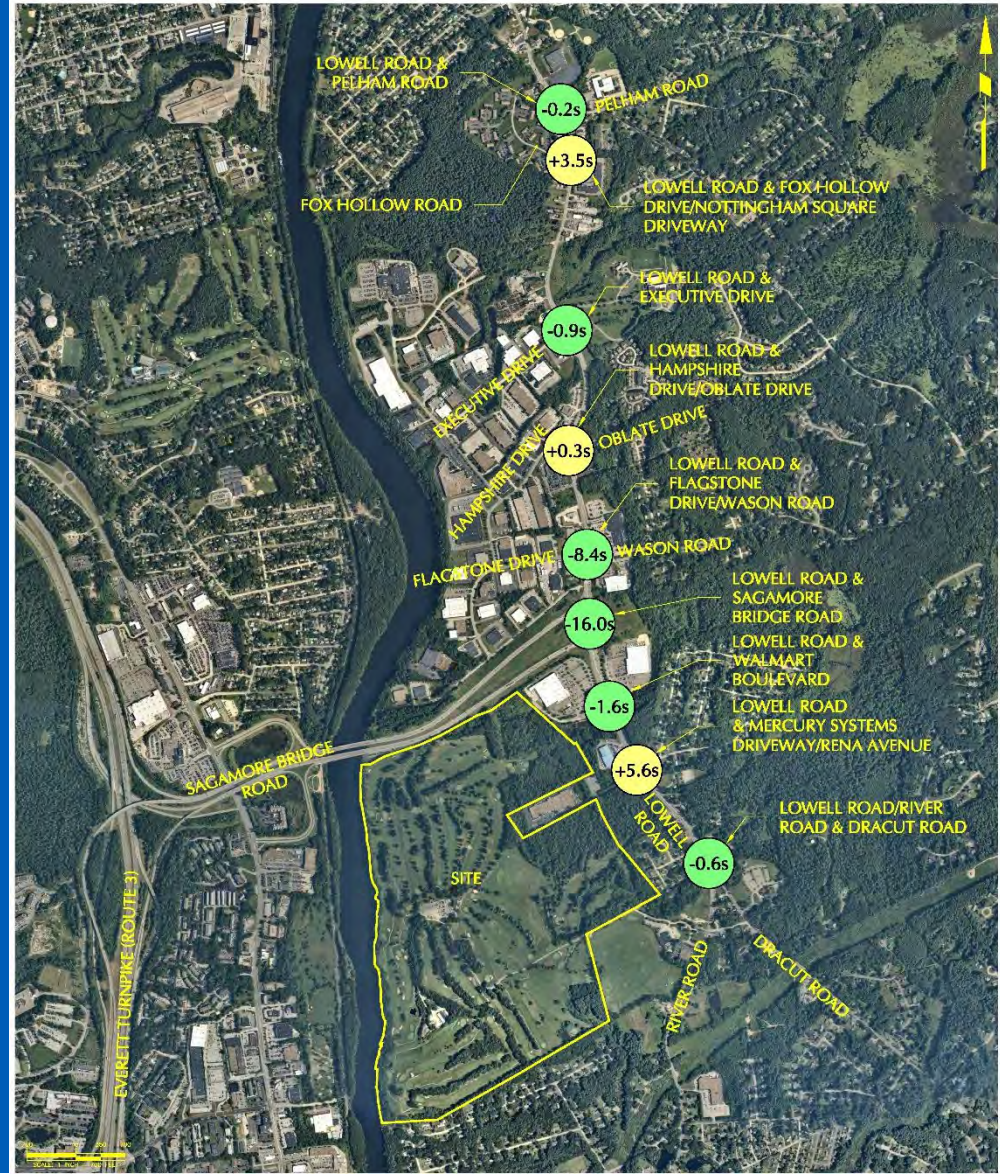 LOWELL ROAD &
PELHAM ROAD
-0.2s
PELHAM ROAD
+3.5s
FOX HOLLOW ROAD
LOWELL ROAD & FOX HOLLOW
DRIVE/NOTTINGHAM SQUARE
DRIVEWAY
LOWELL ROAD &
EXECUTIVE DRIVE
-0.9s
EXECUTIVE DRIVE
LOWELL ROAD &
HAMPSHIRE
DRIVE/OBLATE DRIVE
HAMPSHIRE DRIVE
+0.3s
OBLATE DRIVE
LOWELL ROAD &
FLAGSTONE
DRIVE/WASON ROAD
FLAGSTONE DRIVE
-8.4s
WASON ROAD
LOWELL ROAD &
SAGAMORE
BRIDGE ROAD
-16.0s
LOWELL ROAD &
WALMART
BOULEVARD
-1.6s
LOWELL ROAD
& MERCURY SYSTEMS
DRIVEWAY/RENA AVENUE
+5.6s
SAGAMORE BRIDGE
ROAD
LOWELL
ROAD
LOWELL ROAD/RIVER
ROAD & DRACUT ROAD
-0.6s
SITE
EVERETT TURNPIKE (ROUTE 3)
RIVER ROAD
DRACUT ROAD